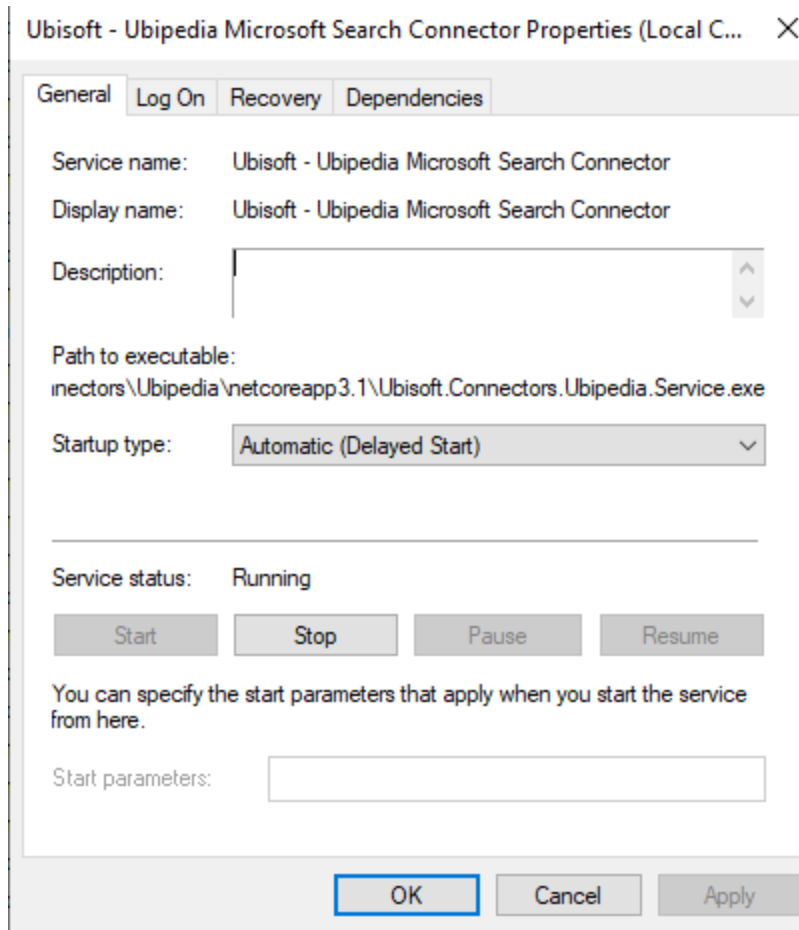 Ubisoft - Ubipedia Microsoft Search Connector Properties (Local C...
General Log On Recovery Dependencies
Service name: Ubisoft - Ubipedia Microsoft Search Connector
Display name: Ubisoft - Ubipedia Microsoft Search Connector
Description:
Path to executable:
nnectors\Ubipedia\netcoreapp3.1\Ubisoft.Connectors.Ubipedia.Service.exe
Startup type: Automatic (Delayed Start)
Service status: Running
Start Stop Pause Resume
You can specify the start parameters that apply when you start the service
from here.
Start parameters:
OK Cancel Apply